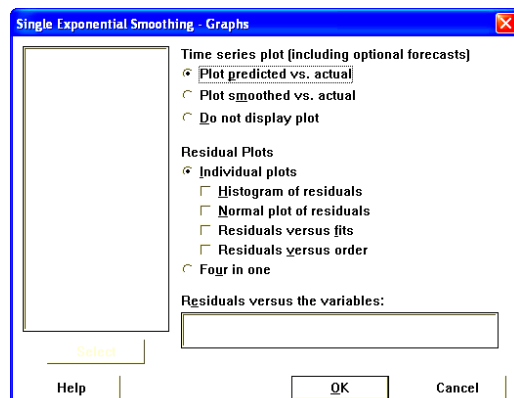 Single Exponential Smoothing - Graphs
Time series plot (including optional forecasts)
Plot predicted vs. actual
Plot smoothed vs. actual
Do not display plot
Residual Plots
Individual plots
Histogram of residuals
Normal plot of residuals
Residuals versus fits
Residuals versus order
Four in one
Residuals versus the variables:
Select
Help
OK
Cancel